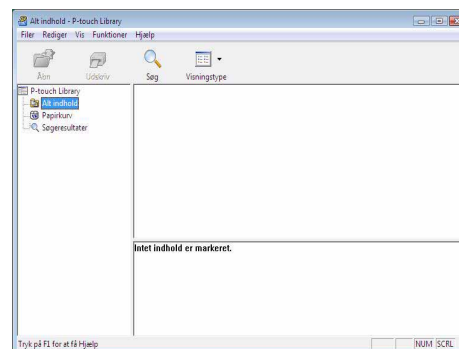 Alt indhold - P-touch Library
Filer Rediger Vis Funktioner Hjælp
Åbn Udskriv Søg Visningstype
P-touch Library
Alt indhold
Papirkurv
Søgeresultater
Intet indhold er markeret.
Tryk på F1 for at få Hjælp NUM SCRL